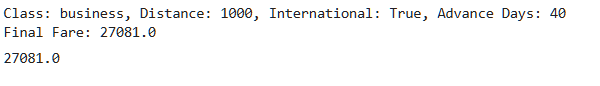 Class: business, Distance: 1000, International: True, Advance Days: 40
Final Fare: 27081.0
27081.0